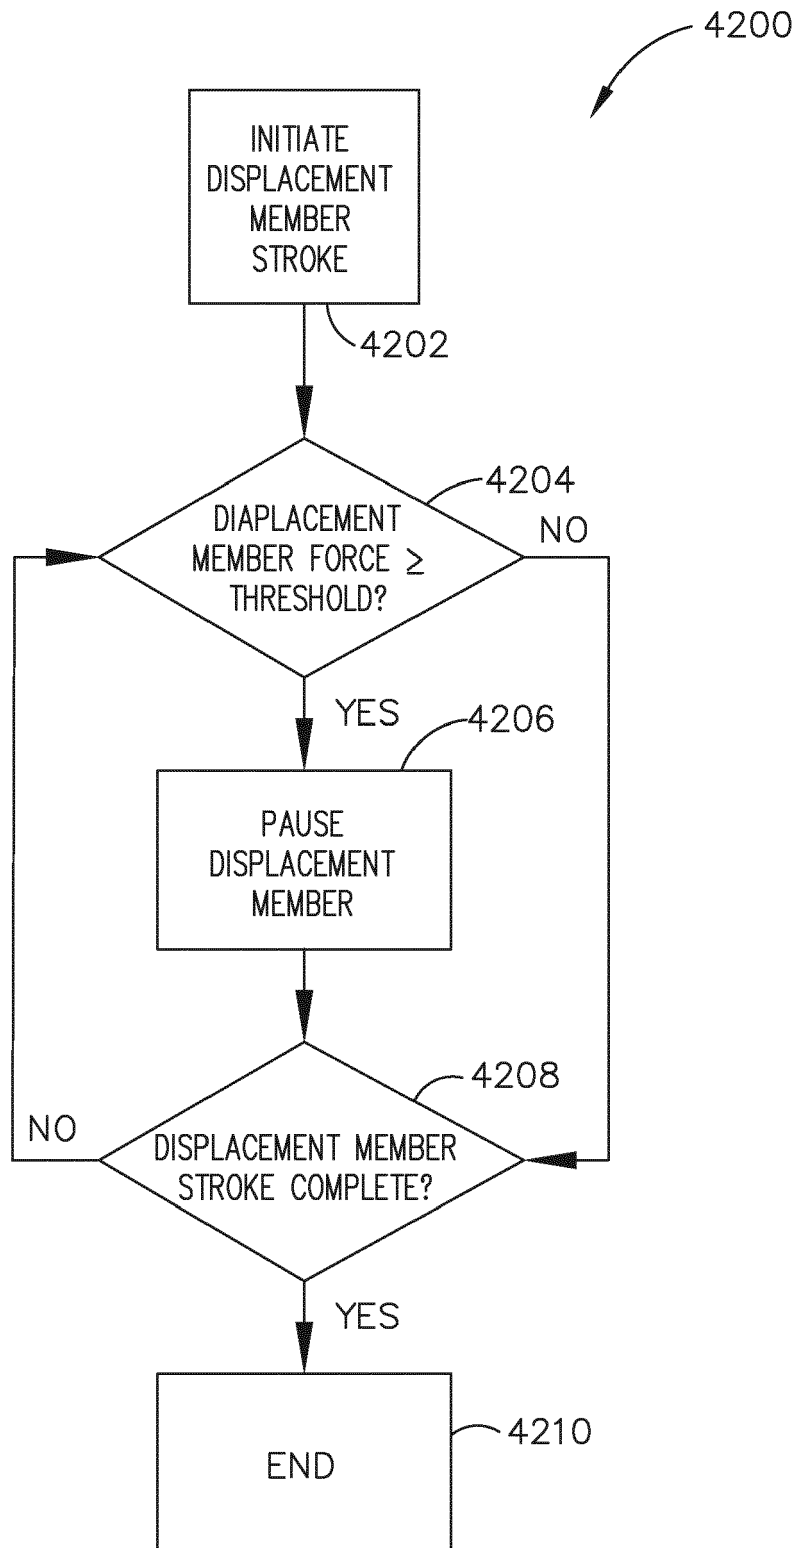 4200
INITIATE
DISPLACEMENT
MEMBER
STROKE
4202
4204
DIAPLACEMENT
MEMBER FORCE ≥
THRESHOLD?
NO
YES
4206
PAUSE
DISPLACEMENT
MEMBER
4208
NO
DISPLACEMENT MEMBER
STROKE COMPLETE?
YES
4210
END